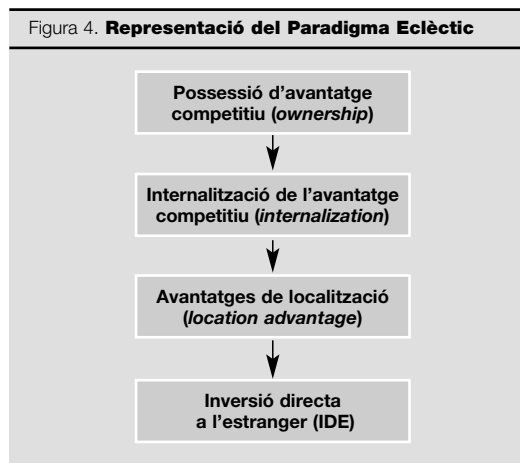 Figura 4. Representació del Paradigma Eclèctic
Possessió d'avantatge
competitiu (ownership)
Internalització de l'avantatge
competitiu (internalization)
Avantatges de localització
(location advantage)
Inversió directa
a l'estranger (IDE)